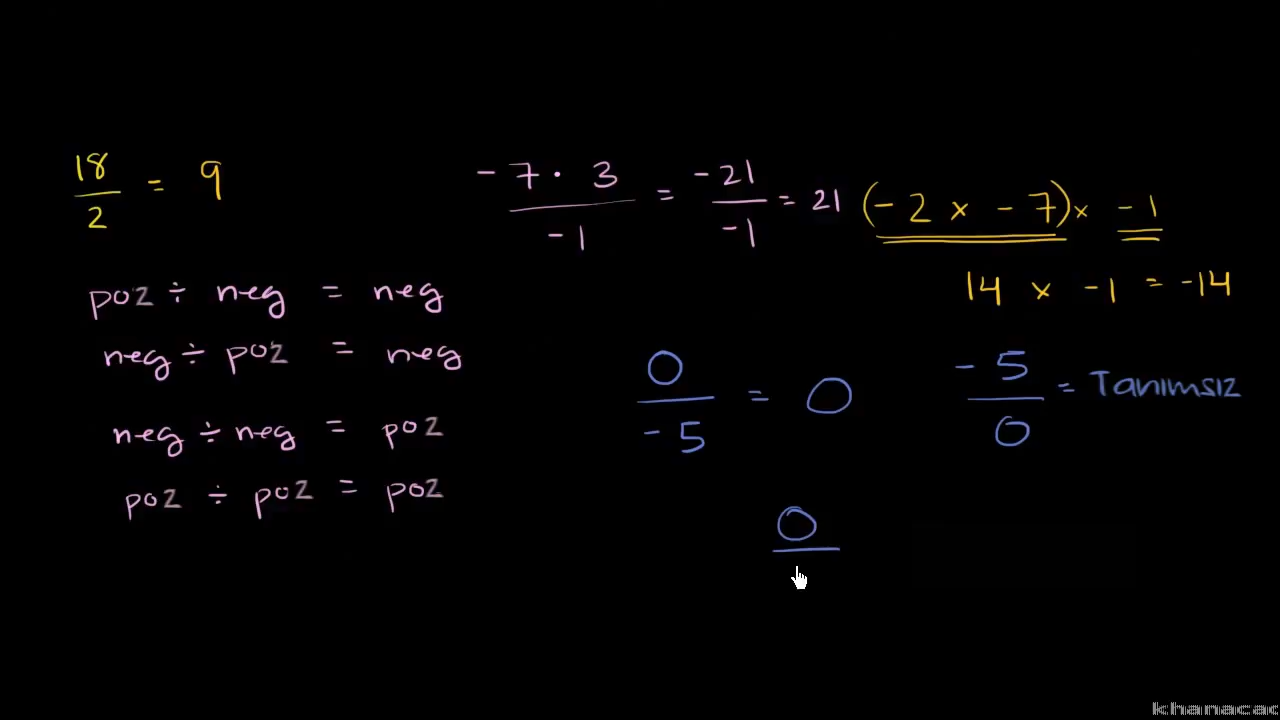 18/2 = 9
-7 · 3/-1 = -21/-1 = 21
(-2 x -7) x -1
14 x -1 = -14
poz ÷ neg = neg
neg ÷ poz = neg
neg ÷ neg = poz
poz ÷ poz = poz
0/-5 = 0
-5/0 = Tanımsız
0
khanacac